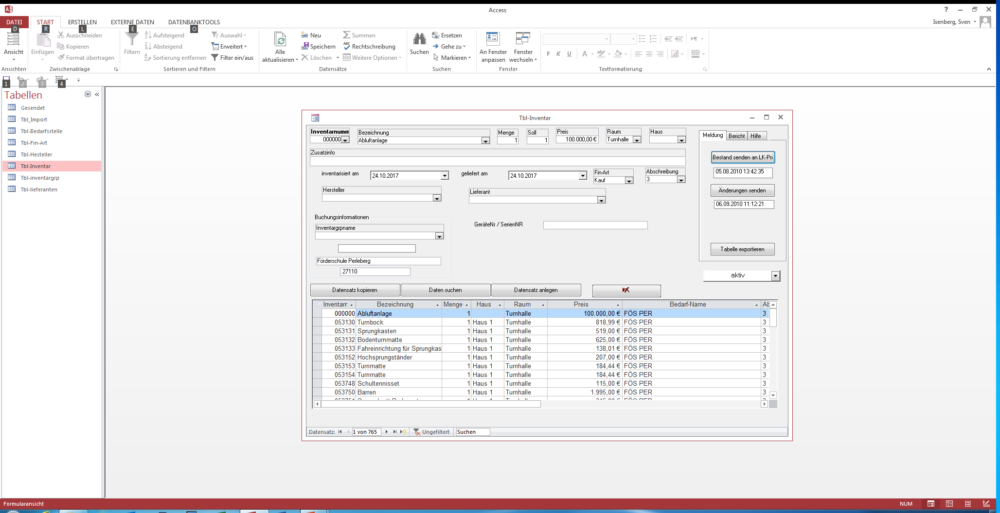 Access
?
DATEI START ERSTELLEN EXTERNE DATEN DATENBANKTOOLS
Isenberg, Sven
D R L E O
Ansicht
Ansichten
Einfügen
Ausschneiden
Kopieren
Format übertragen
Zwischenablage
Filtern
Aufsteigend
Absteigend
Sortierung entfernen
Auswahl
Erweitert
Filter ein/aus
Sortieren und Filtern
Alle
aktualisieren
Neu
Speichern
Löschen
Summen
Rechtschreibung
Weitere Optionen
Datensätze
Suchen
Ersetzen
Gehe zu
Markieren
Suchen
An Fenster
anpassen
Fenster
wechseln
Fenster
F K U A
Textformatierung
1 2 3 4
Tabellen
Gesendet
Tbl_Import
Tbl-Bedarfsstelle
Tbl-Fin-Art
Tbl-Hesteller
Tbl-Inventar
Tbl-inventargrp
Tbl-lieferanten
Tbl-Inventar
Inventarnumm Bezeichnung Menge Soll Preis Raum Haus
000000 Abluftanlage 1 1 100.000,00 € Turnhalle
Zusatzinfo
inventarisiert am 24.10.2017 geliefert am 24.10.2017
Fin-Art
Kauf
Abschreibung
3
Hersteller
Lieferant
Buchungsinformationen
Inventargrpname
GeräteNr / SerienNR
Förderschule Perleberg
.27110
Meldung Bericht Hilfe
Bestand senden an LK-Pri
05.08.2010 13:42:35
Änderungen senden
06.09.2010 11:12:21
Tabelle exportieren
aktiv
Datensatz kopieren Daten suchen Datensatz anlegen
Inventarr Bezeichnung Menge Haus Raum Preis Bedarf-Name
000000 Abluftanlage 1 Turnhalle 100.000,00 € FÖS PER 3
053130 Turnbock 1 Haus 1 Turnhalle 818,99 € FÖS PER 3
053131 Sprungkasten 1 Haus 1 Turnhalle 519,00 € FÖS PER 3
053132 Bodenturnmatte 1 Haus 1 Turnhalle 625,00 € FÖS PER 3
053133 Fahreinrichtung für Sprungkas 1 Haus 1 Turnhalle 138,01 € FÖS PER 3
053152 Hochsprungständer 1 Haus 1 Turnhalle 207,00 € FÖS PER 3
053153 Turnmatte 1 Haus 1 Turnhalle 184,44 € FÖS PER 3
053154 Turnmatte 1 Haus 1 Turnhalle 184,44 € FÖS PER 3
053748 Schultennisset 1 Haus 1 Turnhalle 115,00 € FÖS PER 3
053750 Barren 1 Haus 1 Turnhalle 1.995,00 € FÖS PER 3
Datensatz: 1 von 765 Ungefiltert Suchen
Formularansicht
NUM